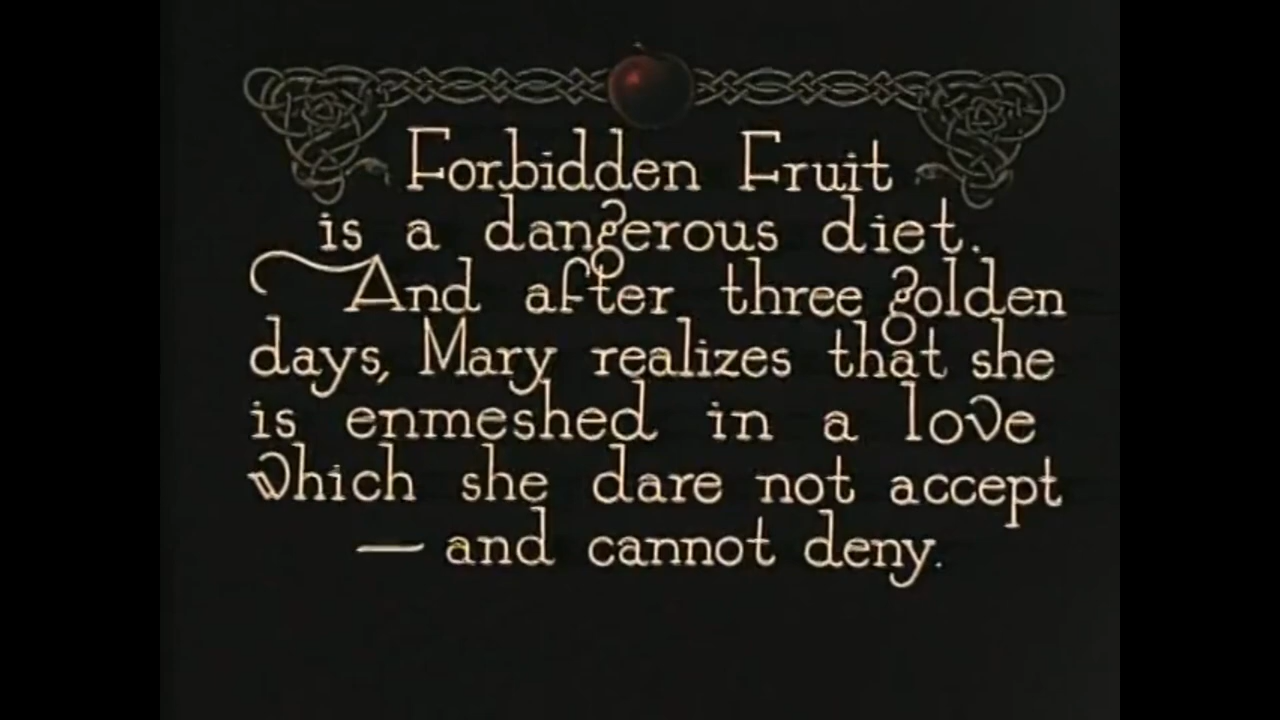 Forbidden Fruit
is a dangerous diet.
And after three golden
days, Mary realizes that she
is enmeshed in a love
which she dare not accept
— and cannot deny.